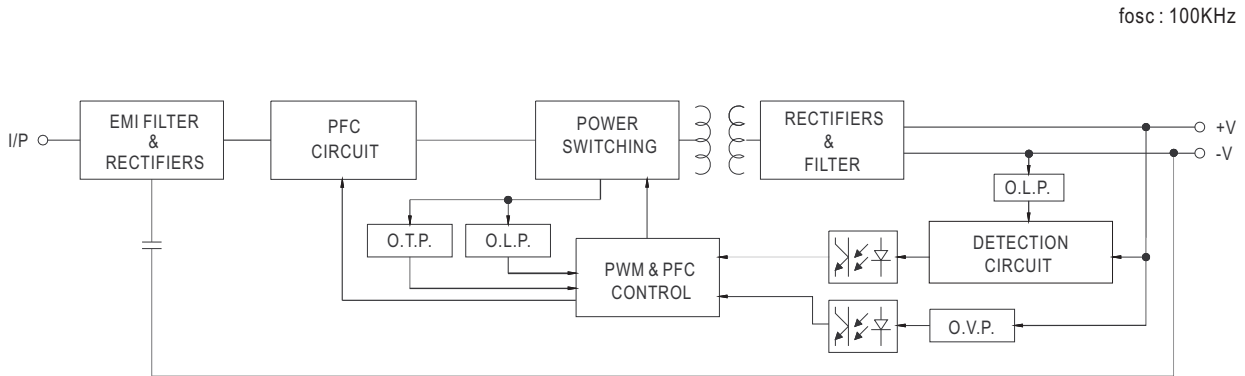 fosc : 100KHz
I/P
EMI FILTER
&
RECTIFIERS
PFC
CIRCUIT
POWER
SWITCHING
RECTIFIERS
&
FILTER
+V
-V
O.L.P.
O.T.P.
O.L.P.
PWM & PFC
CONTROL
DETECTION
CIRCUIT
O.V.P.